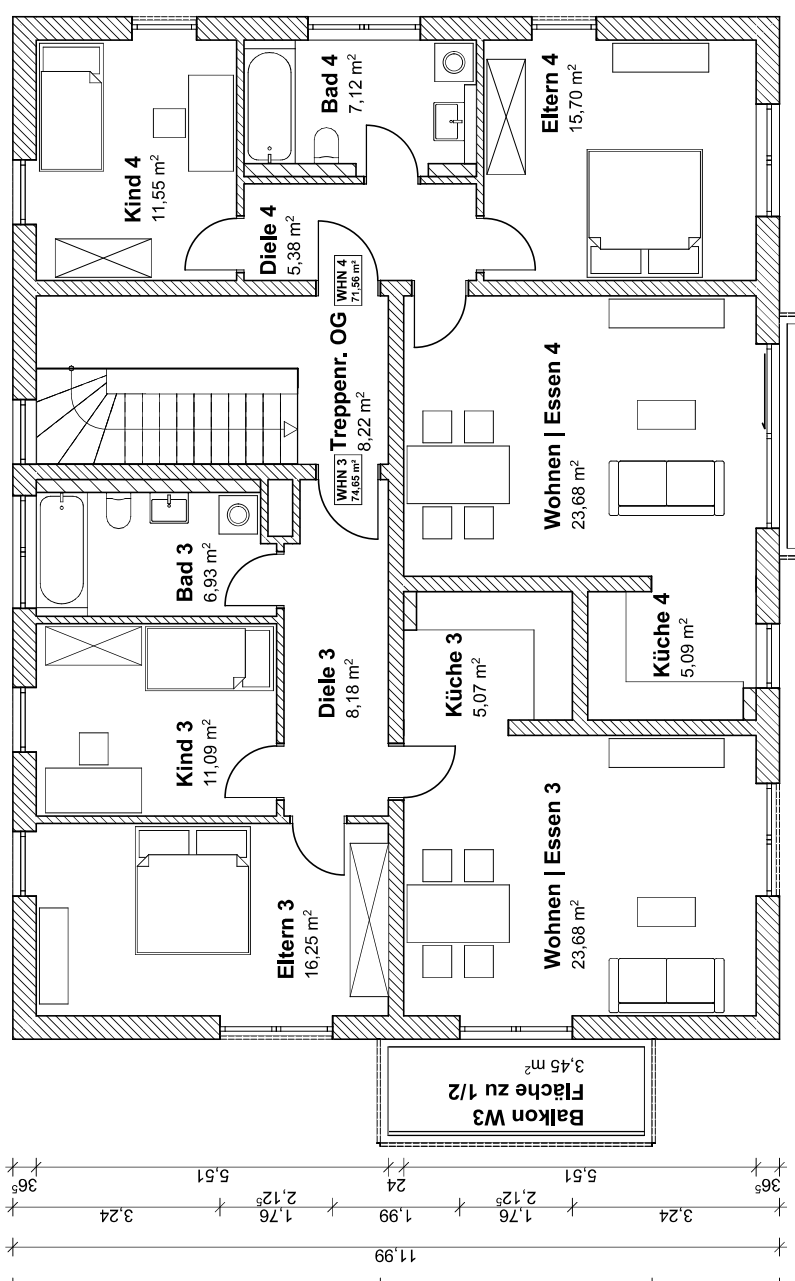 Kind 4
11,55 m²
Bad 4
7,12 m²
Eltern 4
15,70 m²
Diele 4
5,38 m²
WHN 4
71,56 m²
Treppenr. OG
8,22 m²
WHN 3
74,65 m²
Wohnen | Essen 4
23,68 m²
Bad 3
6,93 m²
Küche 4
5,09 m²
Küche 3
5,07 m²
Diele 3
8,18 m²
Kind 3
11,09 m²
Eltern 3
16,25 m²
Wohnen | Essen 3
23,68 m²
Balkon W3
Fläche zu 1/2
3,45 m²
36⁵
5,51
24
5,51
36⁵
3,24
1,76
2,12⁵
1,99
1,76
2,12⁵
3,24
11,99